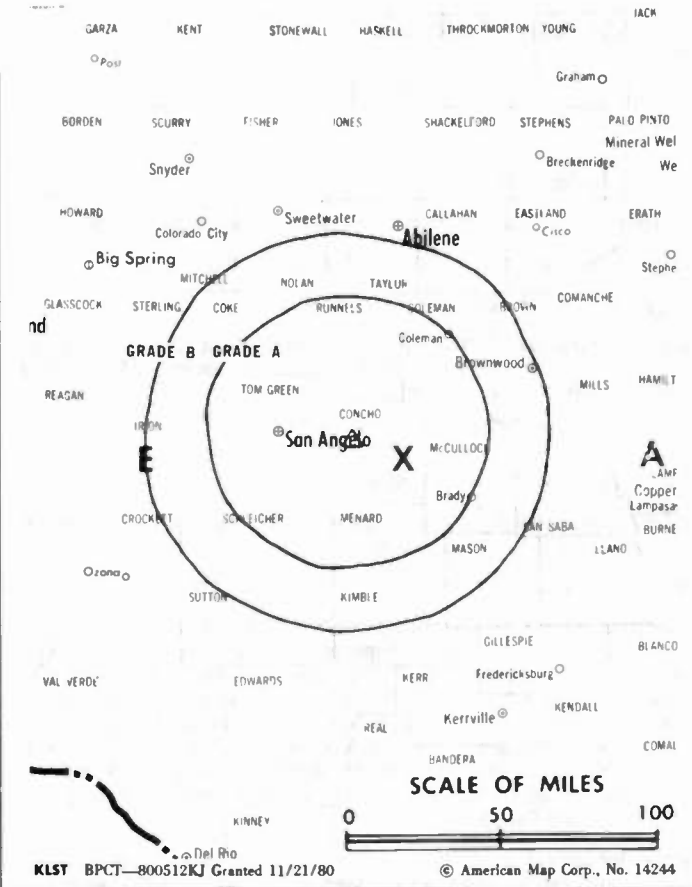 JACK
GARZA KENT STONEWALL HASKELL THROCKMORTON YOUNG
Post
Graham
BORDEN SCURRY FISHER JONES SHACKELFORD STEPHENS PALO PINTO
Mineral Wel
Snyder Breckenridge We
HOWARD Sweetwater CALLAHAN EASTLAND ERATH
Colorado City Abilene Cisco
Big Spring Stephe
MITCHELL NOLAN TAYLOR
GLASSCOCK STERLING COKE RUNNELS COLEMAN BROWN COMANCHE
nd
Coleman
GRADE B GRADE A
Brownwood
REAGAN TOM GREEN MILLS HAMILT
CONCHO
IRION
San Angelo McCULLOCH
E X A
LAMP
Brady Copper
Lampasa
CROCKETT SCHLEICHER MENARD SAN SABA BURNE
MASON LLANO
Ozona
SUTTON KIMBLE
GILLESPIE BLANCO
VAL VERDE EDWARDS KERR Fredericksburg
KENDALL
REAL Kerrville
COMAL
BANDERA
SCALE OF MILES
0 50 100
KINNEY
Del Rio
KLST BPCT—800512KJ Granted 11/21/80 © American Map Corp., No. 14244